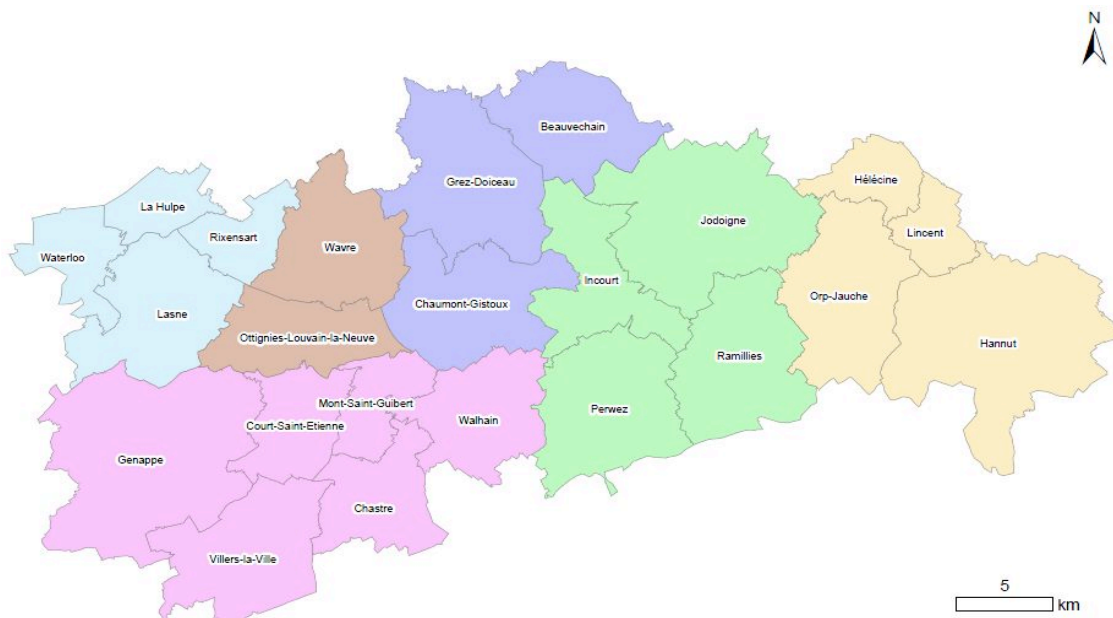 N
Beauvechain
Grez-Doiceau
Hélécine
La Hulpe
Jodoigne
Rixensart
Lincent
Wavre
Waterloo
Incourt
Chaumont-Gistoux
Orp-Jauche
Lasne
Ottignies-Louvain-la-Neuve
Hannut
Ramillies
Mont-Saint-Guibert
Perwez
Walhain
Court-Saint-Etienne
Genappe
Chastre
Villers-la-Ville
5
km